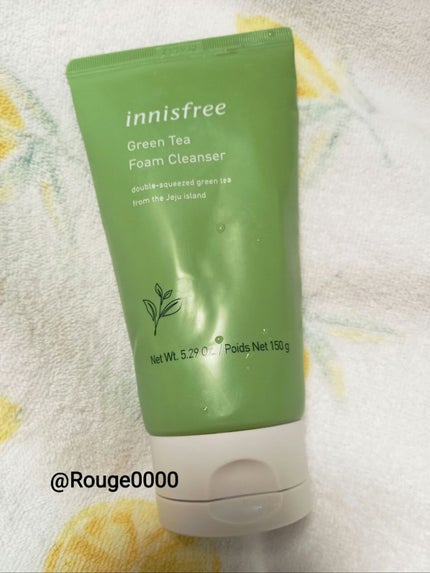 innisfree
Green Tea
Foam Cleanser
double-squeezed green tea
from the Jeju island
Net Wt. 5.29 OZ. / Poids Net 150 g
@Rouge0000